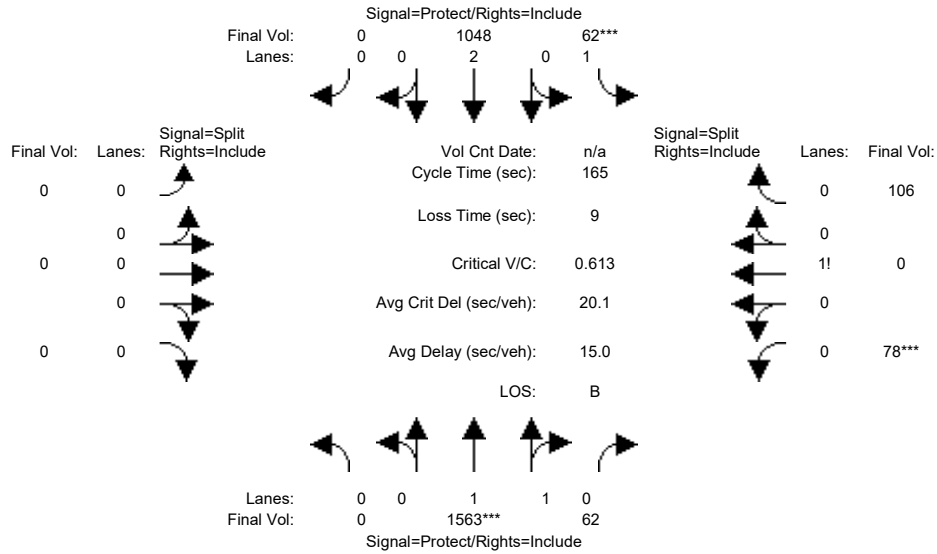 Signal=Protect/Rights=Include
Final Vol: 0 1048 62***
Lanes: 0 0 2 0 1
Signal=Split
Final Vol: Lanes: Rights=Include
Vol Cnt Date: n/a
Signal=Split
Rights=Include Lanes: Final Vol:
Cycle Time (sec): 165
0 0
0 106
Loss Time (sec): 9
0
0
0 0
Critical V/C: 0.613
1! 0
0
Avg Crit Del (sec/veh): 20.1
0
0 0
Avg Delay (sec/veh): 15.0
0 78***
LOS: B
Lanes: 0 0 1 1 0
Final Vol: 0 1563*** 62
Signal=Protect/Rights=Include